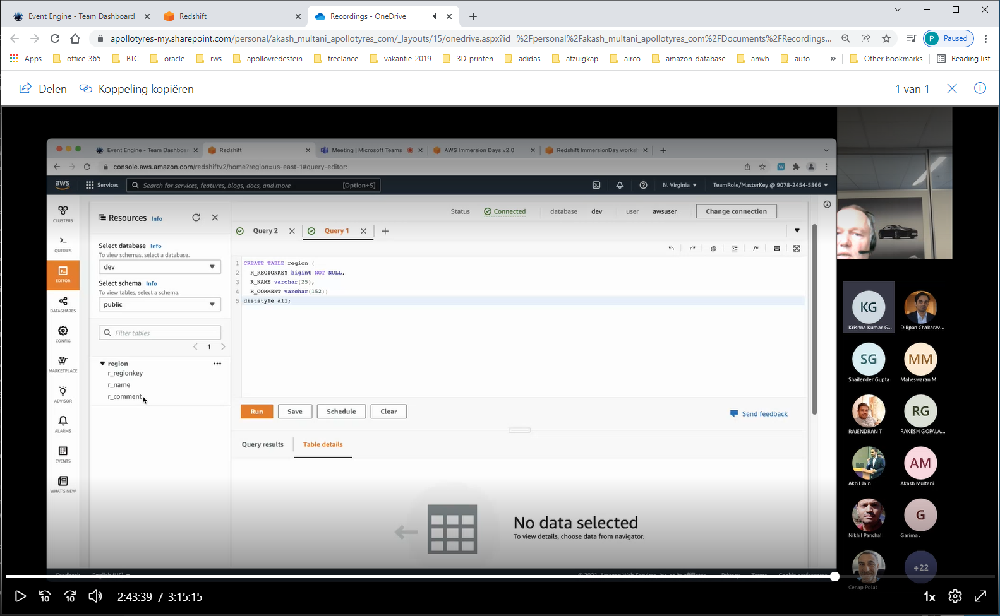 Event Engine - Team Dashboard
Redshift
Recordings - OneDrive
apollotyres-my.sharepoint.com/personal/akash_multani_apollotyres_com/_layouts/15/onedrive.aspx?id=%2Fpersonal%2Fakash_multani_apollotyres_com%2FDocuments%2FRecordings...
P Paused
Apps office-365 BTC oracle rws apollovredestein freelance vakantie-2019 3D-printen adidas afzuigkap airco amazon-database anwb auto » Other bookmarks Reading list
Delen Koppeling kopiëren 1 van 1
Event Engine - Team Dashboa
Redshift
Meeting | Microsoft Teams
AWS Immersion Days v2.0
Redshift ImmersionDay works
console.aws.amazon.com/redshiftv2/home?region=us-east-1#query-editor:
aws Services Search for services, features, blogs, docs, and more [Option+S] N. Virginia TeamRole/MasterKey @ 9078-2454-5866
CLUSTERS
QUERIES
EDITOR
DATASHARES
CONFIG
MARKETPLACE
ADVISOR
ALARMS
EVENTS
WHAT'S NEW
Resources Info
Select database Info
To view schemas, select a database.
dev
Select schema Info
To view tables, select a schema.
public
Filter tables
1
region
r_regionkey
r_name
r_comment
Status Connected database dev user awsuser Change connection
Query 2 Query 1
1 CREATE TABLE region (
2 R_REGIONKEY bigint NOT NULL,
3 R_NAME varchar(25),
4 R_COMMENT varchar(152))
5 diststyle all;
Run Save Schedule Clear Send feedback
Query results Table details
No data selected
To view details, choose data from navigator.
KG
Krishna Kumar G...
Dilipan Chakarav...
SG
Shailender Gupta
MM
Maheswaran M
RAJENDRAN T
RG
RAKESH GOPALA...
Akhil Jain
AM
Akash Multani
Nikhil Panchal
G
Garima .
Cenap Polat
+22
10 10 2:43:39 / 3:15:15 1x